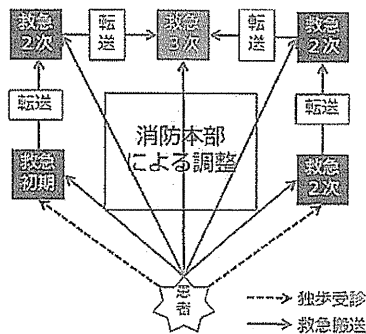 救急
2次
転
送
救急
3次
転
送
救急
2次
転送
転送
消防本部
による調整
救急
初期
救急
2次
患
者
独歩受診
救急搬送